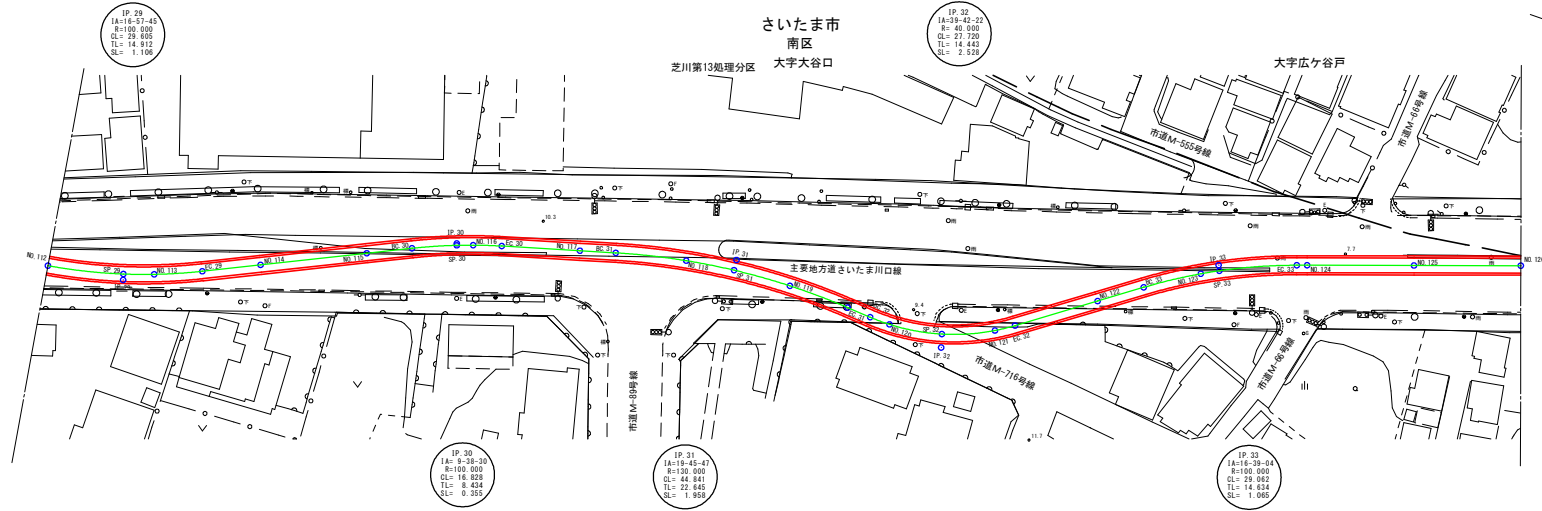 IP.29
IA=16-57-45
R=100.000
CL= 29.605
TL= 14.912
SL= 1.106
さいたま市
南区
大字大谷口
芝川第13処理分区
IP.32
IA=39-42-22
R= 40.000
CL= 27.720
TL= 14.443
SL= 2.528
大字広ケ谷戸
市道M-555号線
市道M-66号線
10.3
7.7
NO.112
SP.29
NO.113
EC.29
NO.114
NO.115
BC.30
IP.30
SP.30
NO.116
EC.30
NO.117
BC.31
NO.118
IP.31
SP.31
主要地方道さいたま川口線
NO.119
EC.31
NO.120
9.4
SP.32
IP.32
NO.121
EC.32
NO.122
BC.33
NO.123
IP.33
SP.33
EC.33
NO.124
NO.125
NO.126
市道M-89号線
市道M-716号線
市道M-66号線
11.7
IP.30
IA= 9-38-30
R=100.000
CL= 16.828
TL= 8.434
SL= 0.355
IP.31
IA=19-45-47
R=130.000
CL= 44.841
TL= 22.645
SL= 1.958
IP.33
IA=16-39-04
R=100.000
CL= 29.062
TL= 14.634
SL= 1.065